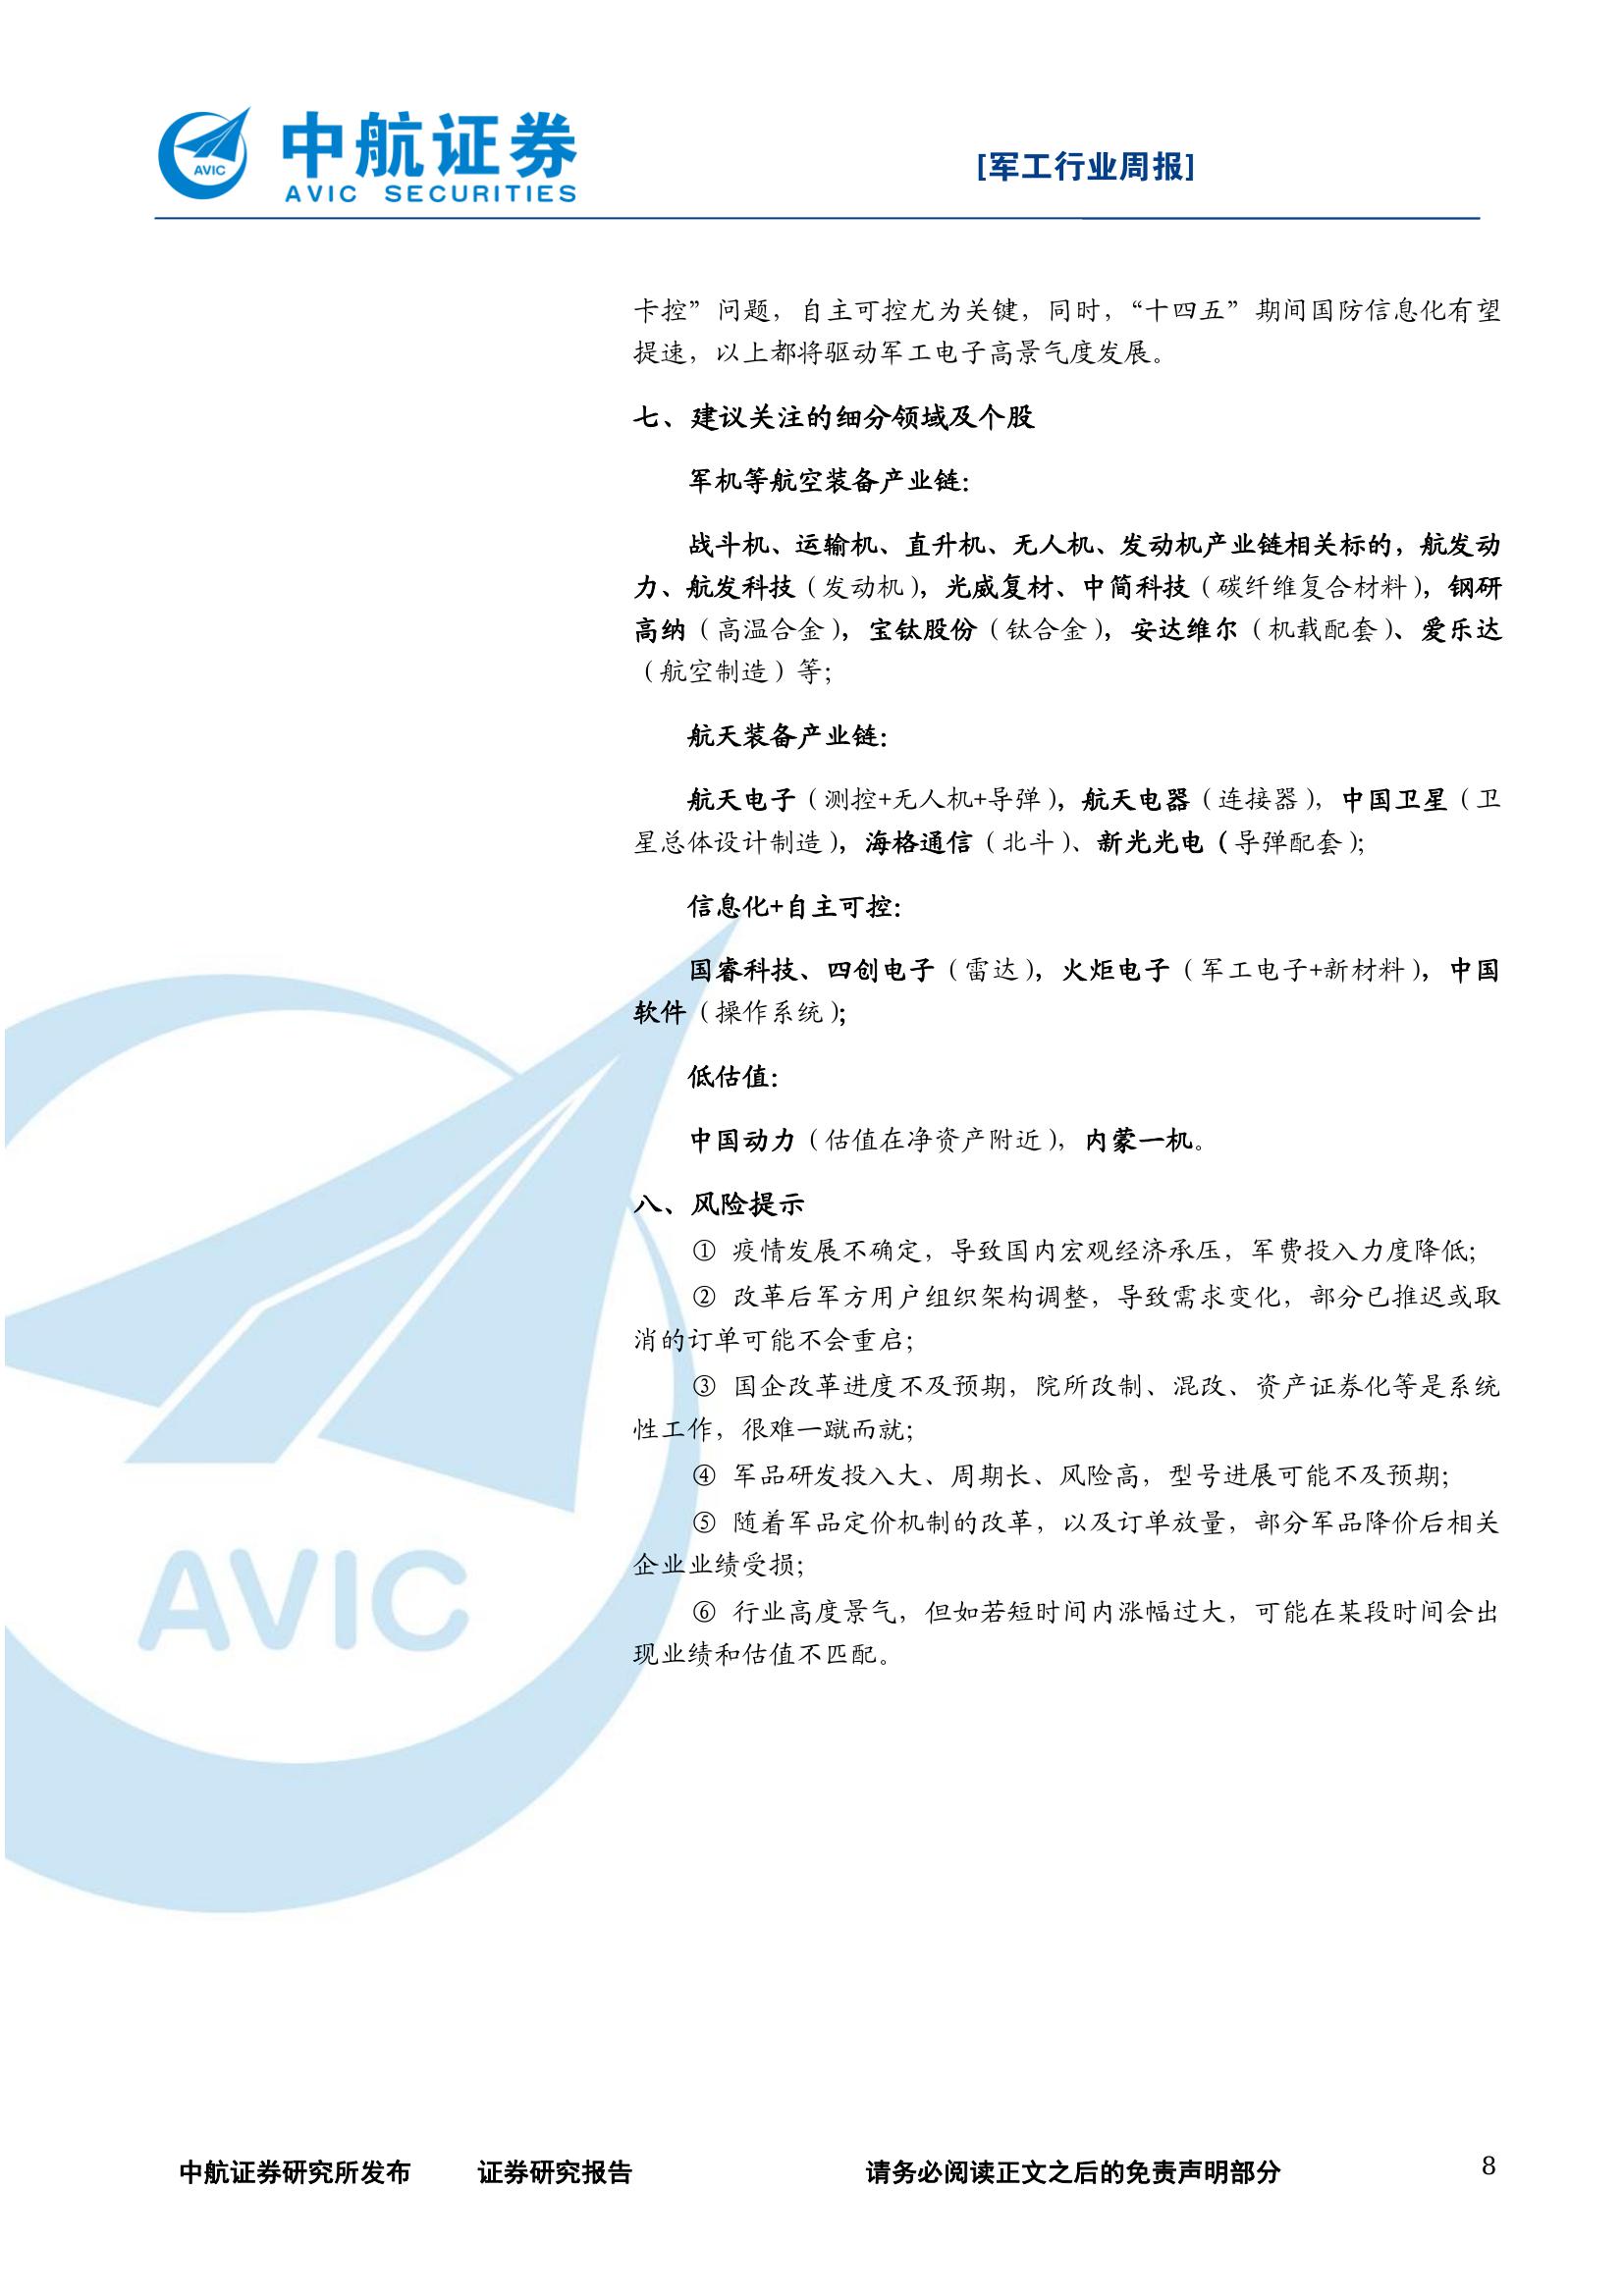 AVIC
中航证券
AVIC SECURITIES
[军工行业周报]
卡控”问题，自主可控尤为关键，同时，“十四五”期间国防信息化有望
提速，以上都将驱动军工电子高景气度发展。
七、建议关注的细分领域及个股
军机等航空装备产业链：
战斗机、运输机、直升机、无人机、发动机产业链相关标的，航发动
力、航发科技（发动机），光威复材、中简科技（碳纤维复合材料），钢研
高纳（高温合金），宝钛股份（钛合金），安达维尔（机载配套）、爱乐达
（航空制造）等；
航天装备产业链：
航天电子（测控+无人机+导弹），航天电器（连接器），中国卫星（卫
星总体设计制造），海格通信（北斗）、新光光电（导弹配套）；
信息化+自主可控：
国睿科技、四创电子（雷达），火炬电子（军工电子+新材料），中国
软件（操作系统）；
低估值：
中国动力（估值在净资产附近），内蒙一机。
八、风险提示
① 疫情发展不确定，导致国内宏观经济承压，军费投入力度降低；
② 改革后军方用户组织架构调整，导致需求变化，部分已推迟或取
消的订单可能不会重启；
③ 国企改革进度不及预期，院所改制、混改、资产证券化等是系统
性工作，很难一蹴而就；
④ 军品研发投入大、周期长、风险高，型号进展可能不及预期；
⑤ 随着军品定价机制的改革，以及订单放量，部分军品降价后相关
企业业绩受损；
⑥ 行业高度景气，但如若短时间内涨幅过大，可能在某段时间会出
现业绩和估值不匹配。
AVIC
中航证券研究所发布 证券研究报告 请务必阅读正文之后的免责声明部分 8